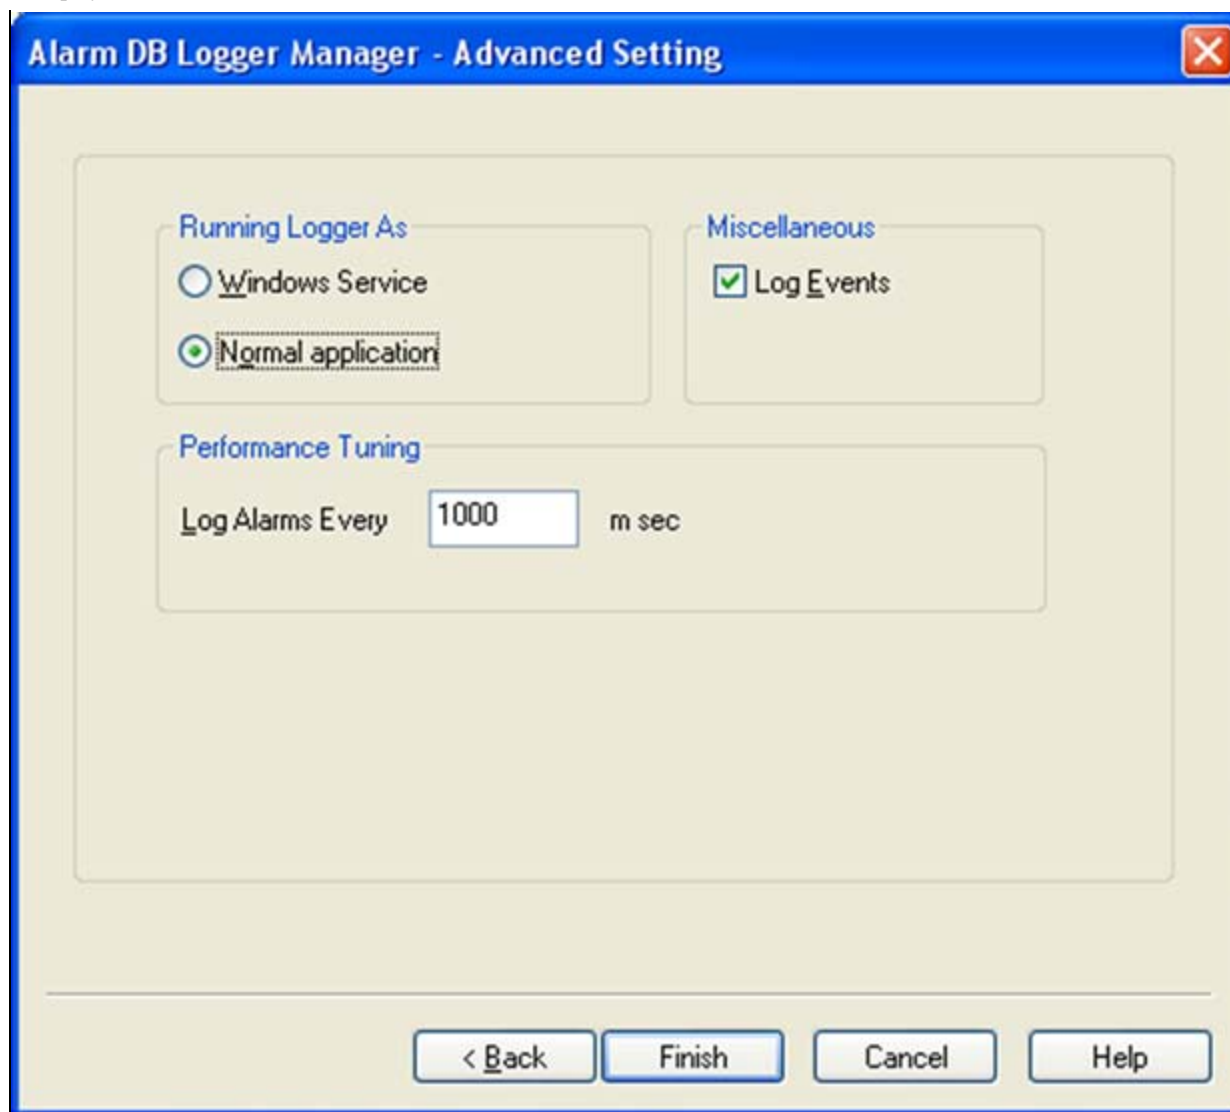 Alarm DB Logger Manager - Advanced Setting
Running Logger As
Windows Service
Normal application
Miscellaneous
Log Events
Performance Tuning
Log Alarms Every 1000 m sec
< Back Finish Cancel Help